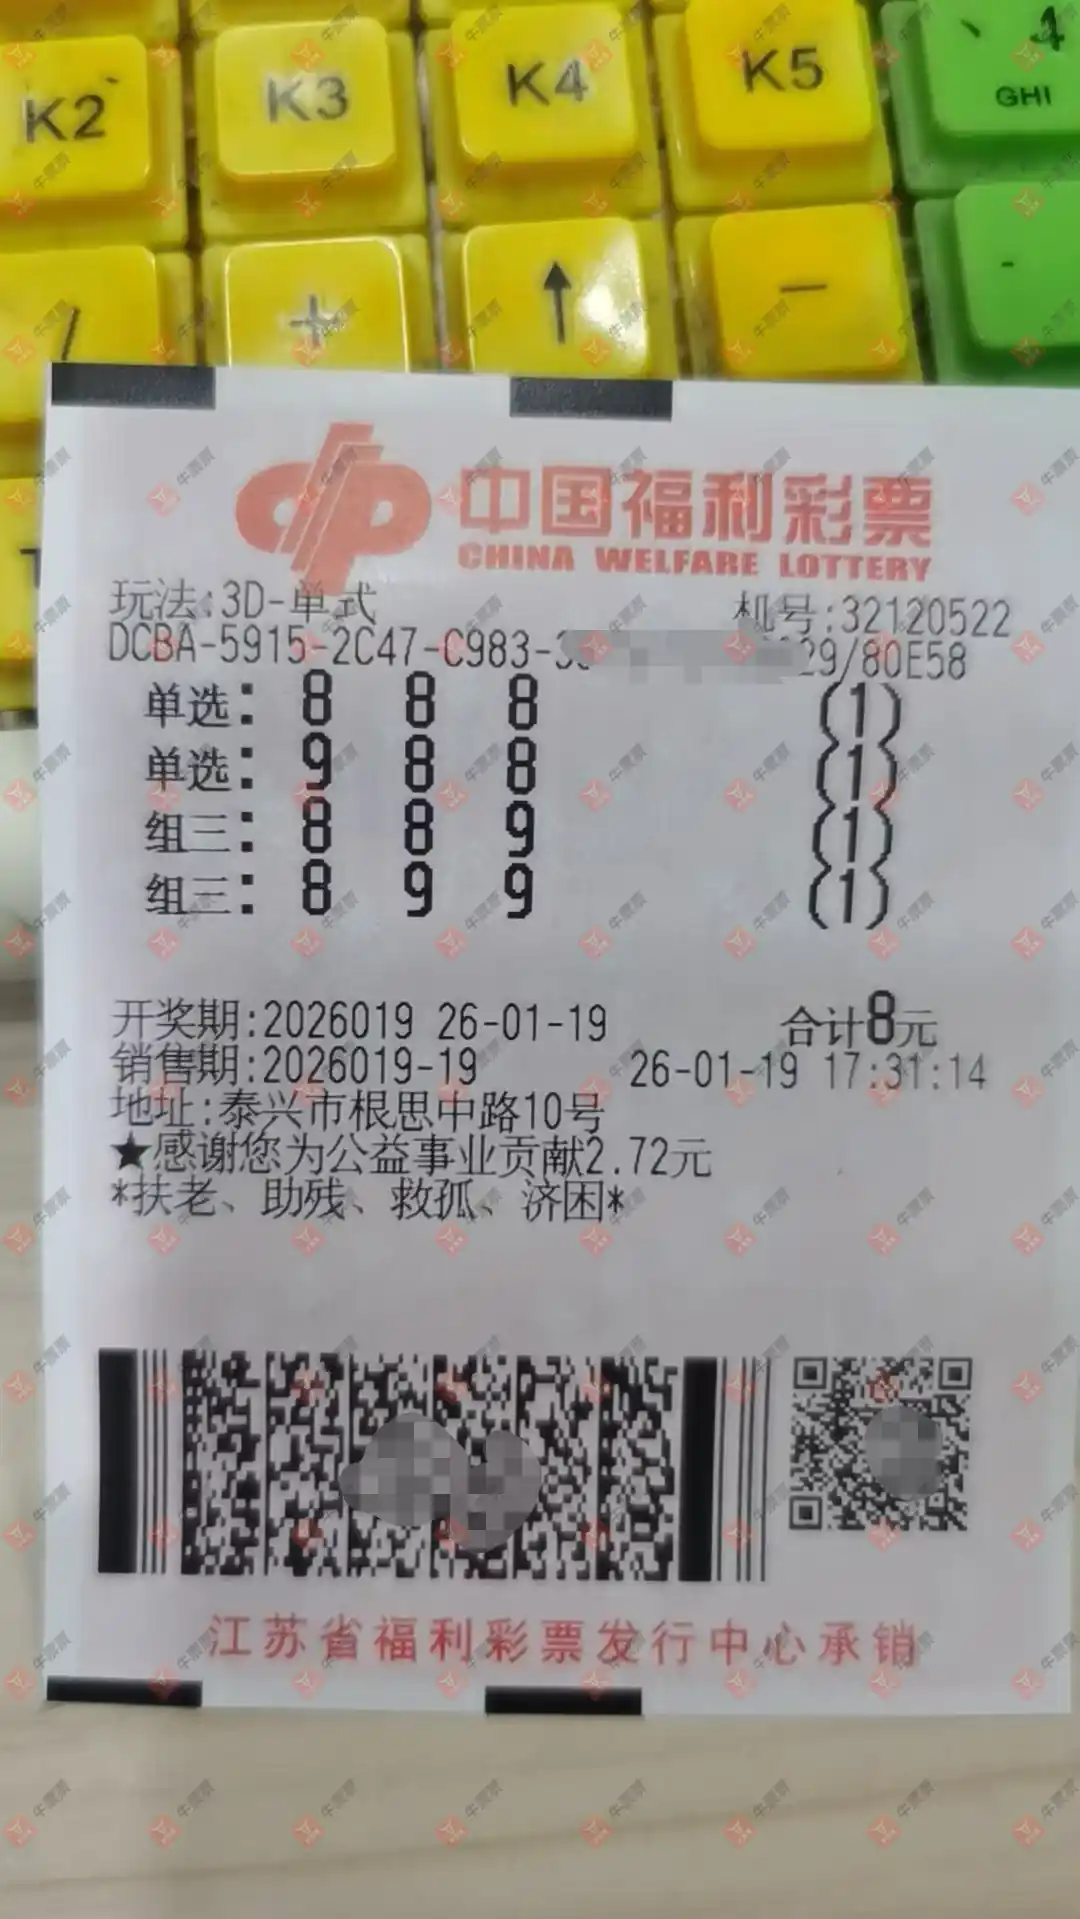 K2 K3 K4 K5 4
GHI
/ + ↑ - -
中国福利彩票
CHINA WELFARE LOTTERY
玩法:3D-单式 机号:32120522
DCBA-5915-2C47-C983-3 29/80E58
单选: 8 8 8 (1)
单选: 9 8 8 (1)
组三: 8 8 9 (1)
组三: 8 9 9 (1)
开奖期:2026019 26-01-19 合计8元
销售期:2026019-19 26-01-19 17:31:14
地址:泰兴市根思中路10号
★感谢您为公益事业贡献2.72元
*扶老、助残、救孤、济困*
江苏省福利彩票发行中心承销
牛票票